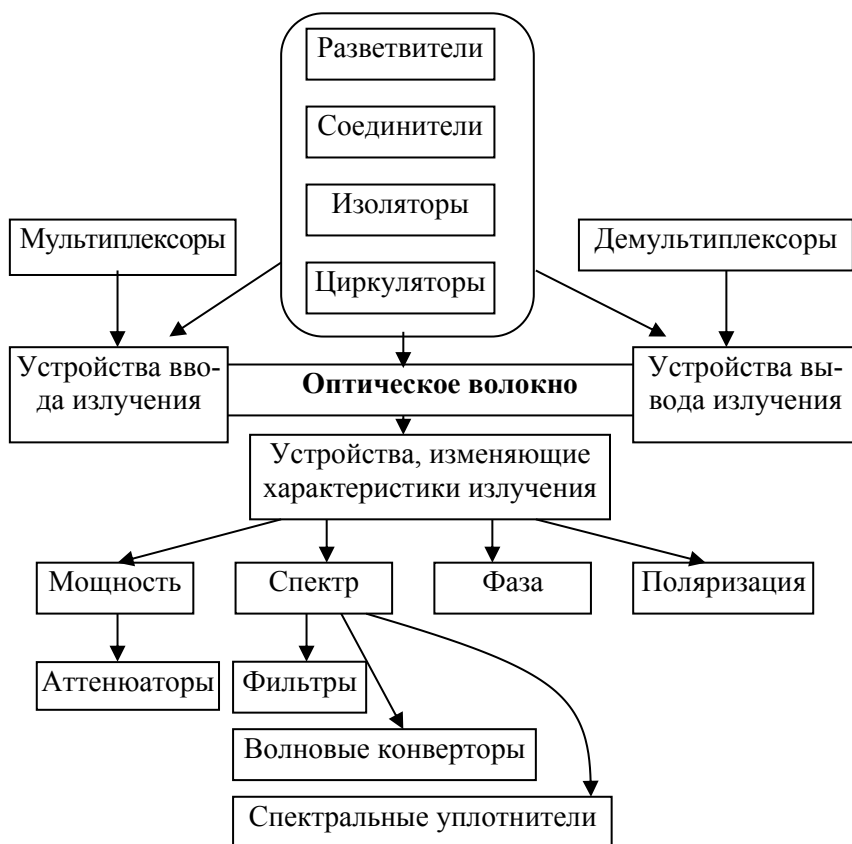 Разветвители
Соединители
Изоляторы
Циркуляторы
Мультиплексоры
Демультиплексоры
Устройства вво-
да излучения
Оптическое волокно
Устройства вы-
вода излучения
Устройства, изменяющие
характеристики излучения
Мощность
Спектр
Фаза
Поляризация
Аттенюаторы
Фильтры
Волновые конверторы
Спектральные уплотнители